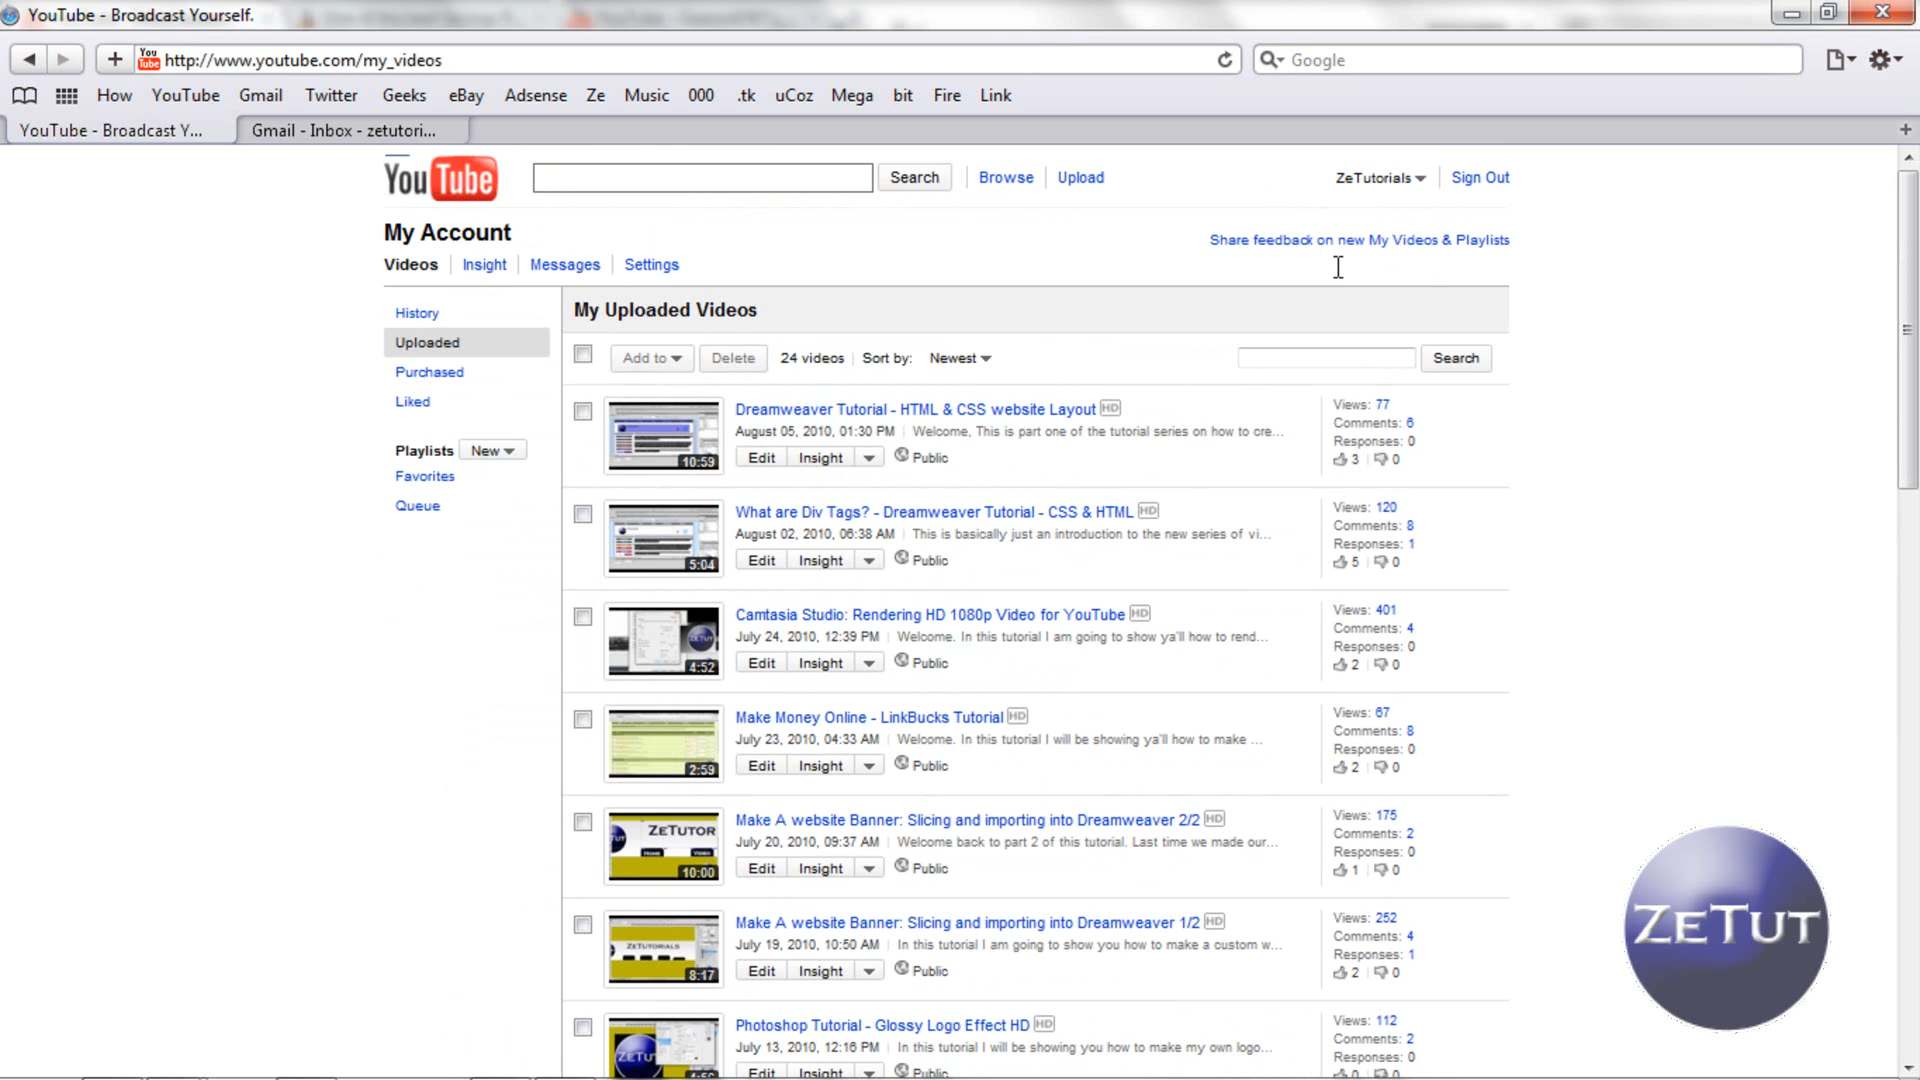 YouTube - Broadcast Yourself.
http://www.youtube.com/my_videos
Google
How YouTube Gmail Twitter Geeks eBay Adsense Ze Music 000 .tk uCoz Mega bit Fire Link
YouTube - Broadcast Y... Gmail - Inbox - zetutori...
YouTube Search Browse Upload ZeTutorials Sign Out
My Account
Share feedback on new My Videos & Playlists
Videos Insight Messages Settings
History
Uploaded
Purchased
Liked
Playlists New
Favorites
Queue
My Uploaded Videos
Add to Delete 24 videos Sort by: Newest Search
Dreamweaver Tutorial - HTML & CSS website Layout HD
August 05, 2010, 01:30 PM Welcome, This is part one of the tutorial series on how to cre...
10:59
Edit Insight Public
Views: 77
Comments: 6
Responses: 0
3 0
What are Div Tags? - Dreamweaver Tutorial - CSS & HTML HD
August 02, 2010, 06:38 AM This is basically just an introduction to the new series of vi...
5:04
Edit Insight Public
Views: 120
Comments: 8
Responses: 1
5 0
Camtasia Studio: Rendering HD 1080p Video for YouTube HD
July 24, 2010, 12:39 PM Welcome. In this tutorial I am going to show ya'll how to rend...
ZETUT
4:52
Edit Insight Public
Views: 401
Comments: 4
Responses: 0
2 0
Make Money Online - LinkBucks Tutorial HD
July 23, 2010, 04:33 AM Welcome. In this tutorial I will be showing ya'll how to make ...
2:59
Edit Insight Public
Views: 67
Comments: 8
Responses: 0
2 0
Make A website Banner: Slicing and importing into Dreamweaver 2/2 HD
July 20, 2010, 09:37 AM Welcome back to part 2 of this tutorial. Last time we made our...
ZETUTOR
10:00
Edit Insight Public
Views: 175
Comments: 2
Responses: 0
1 0
Make A website Banner: Slicing and importing into Dreamweaver 1/2 HD
July 19, 2010, 10:50 AM In this tutorial I am going to show you how to make a custom w...
ZETUTORIALS
8:17
Edit Insight Public
Views: 252
Comments: 4
Responses: 1
2 0
Photoshop Tutorial - Glossy Logo Effect HD HD
July 13, 2010, 12:16 PM In this tutorial I will be showing you how to make my own logo...
ZETU
4:56
Edit Insight Public
Views: 112
Comments: 2
Responses: 0
0 0
ZETUT